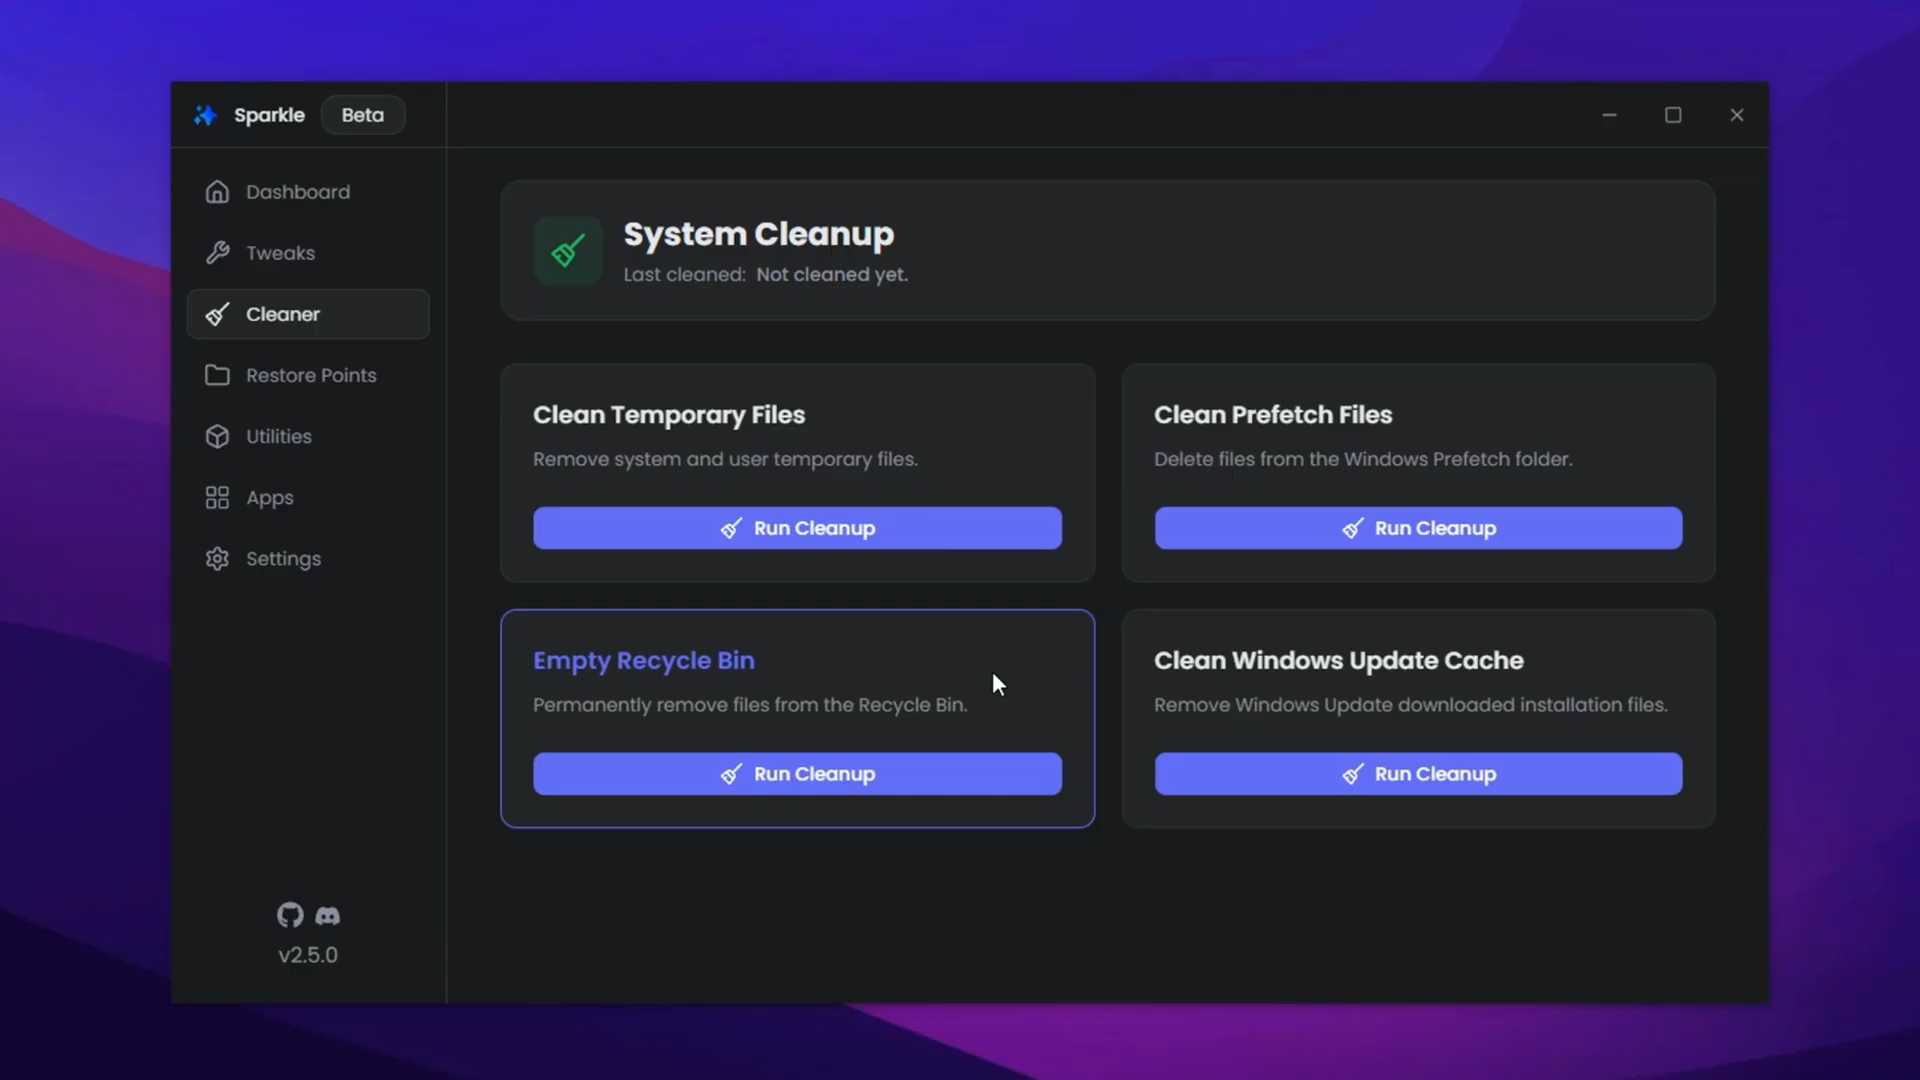 Sparkle Beta
Dashboard
Tweaks
Cleaner
Restore Points
Utilities
Apps
Settings
v2.5.0
System Cleanup
Last cleaned: Not cleaned yet.
Clean Temporary Files
Remove system and user temporary files.
Run Cleanup
Clean Prefetch Files
Delete files from the Windows Prefetch folder.
Run Cleanup
Empty Recycle Bin
Permanently remove files from the Recycle Bin.
Run Cleanup
Clean Windows Update Cache
Remove Windows Update downloaded installation files.
Run Cleanup